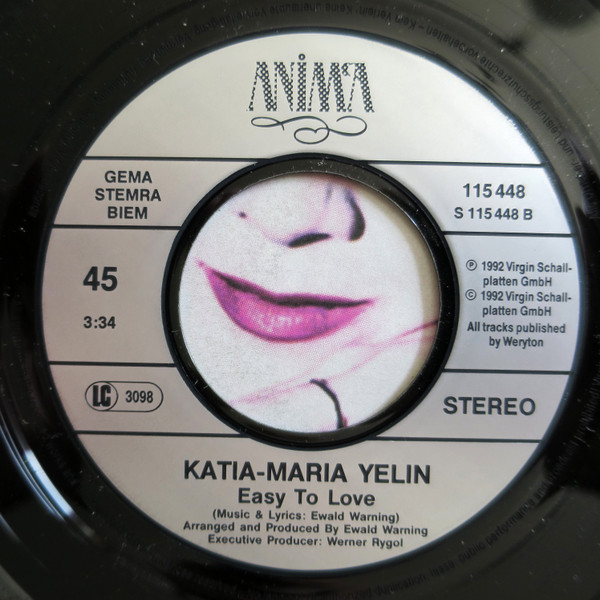 ANIMA
GEMA
STEMRA
BIEM
115 448
S 115 448 B
45
3:34
℗ 1992 Virgin Schall-
platten GmbH
© 1992 Virgin Schall-
platten GmbH
All tracks published
by Weryton
LC 3098
STEREO
KATIA-MARIA YELIN
Easy To Love
(Music & Lyrics: Ewald Warning)
Arranged and Produced By Ewald Warning
Executive Producer: Werner Rygol